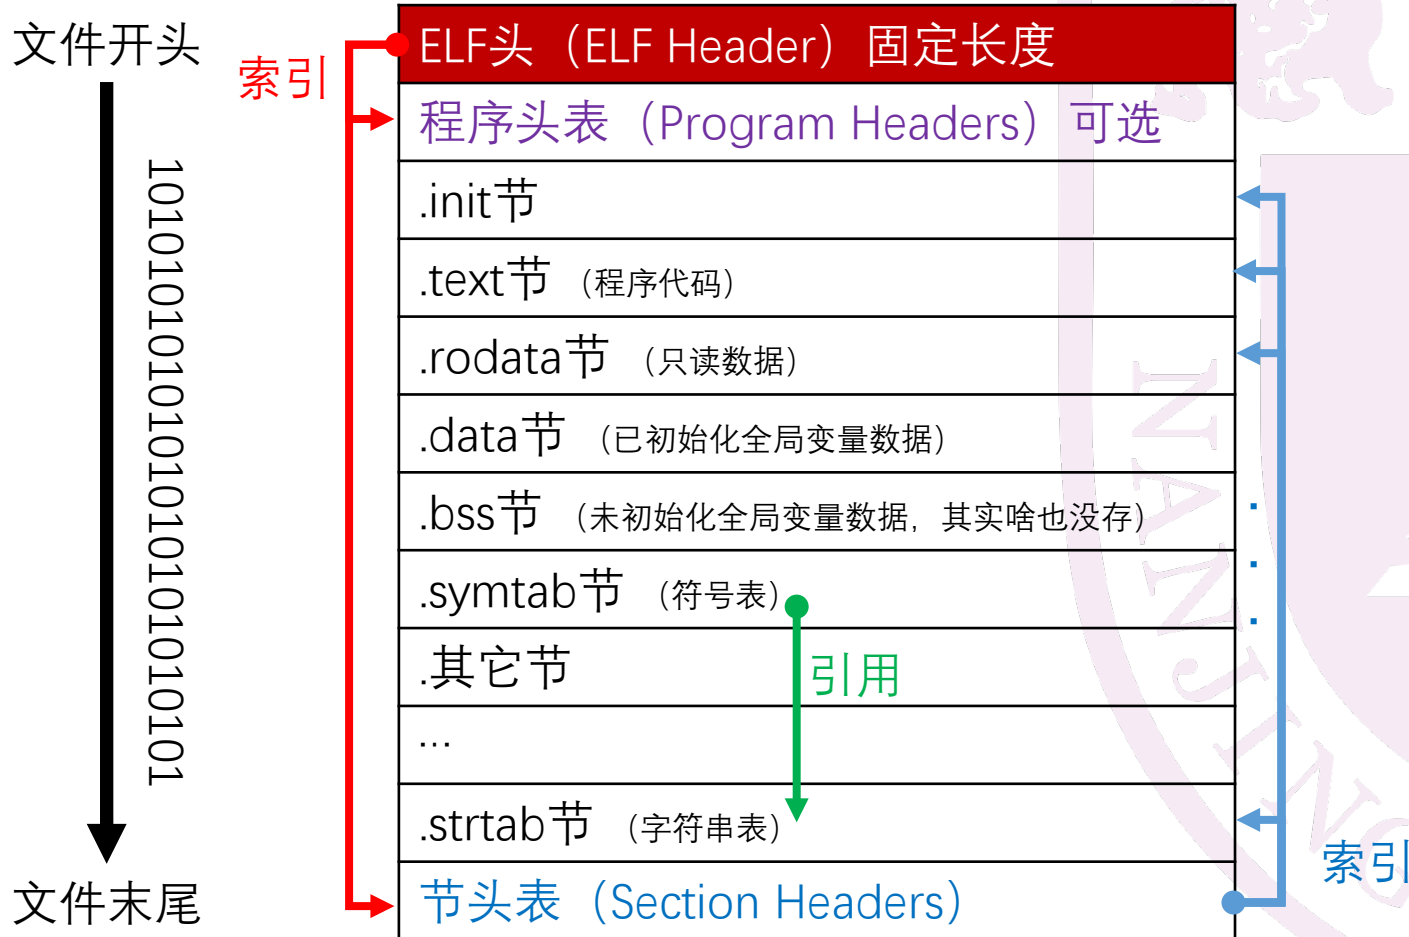 文件开头
索引
ELF头（ELF Header）固定长度
程序头表（Program Headers）可选
.init节
.text节（程序代码）
.rodata节（只读数据）
.data节（已初始化全局变量数据）
.bss节（未初始化全局变量数据，其实啥也没存）
.symtab节（符号表）
.其它节
引用
...
.strtab节（字符串表）
索引
文件末尾
节头表（Section Headers）
NANJING